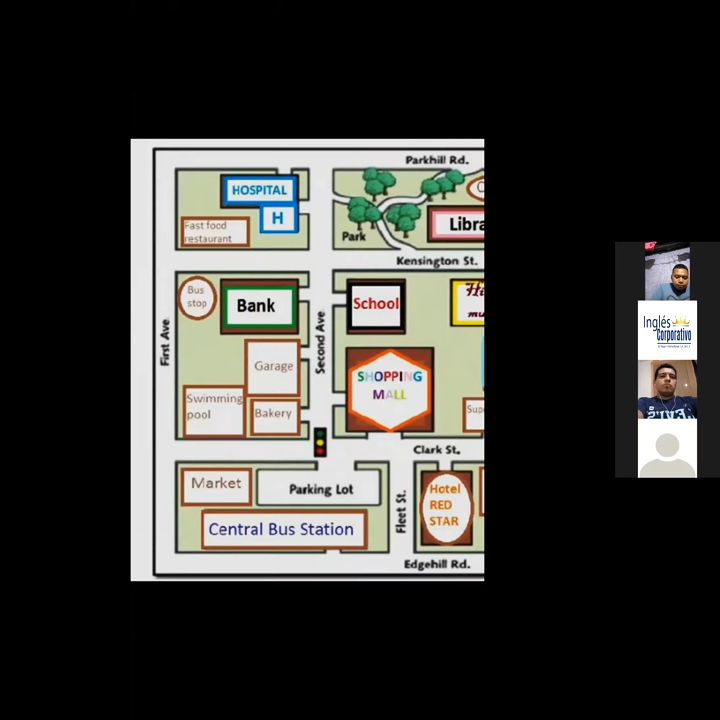 Parkhill Rd.
HOSPITAL
H
Fast food
restaurant
Park
Libra
Kensington St.
Bus
stop
Bank
School
First Ave.
Second Ave
Garage
SHOPPING
MALL
Swimming
pool
Bakery
Clark St.
Market
Parking Lot
Central Bus Station
Fleet St.
Hotel
RED
STAR
Edgehill Rd.
Inglés
Corporativo